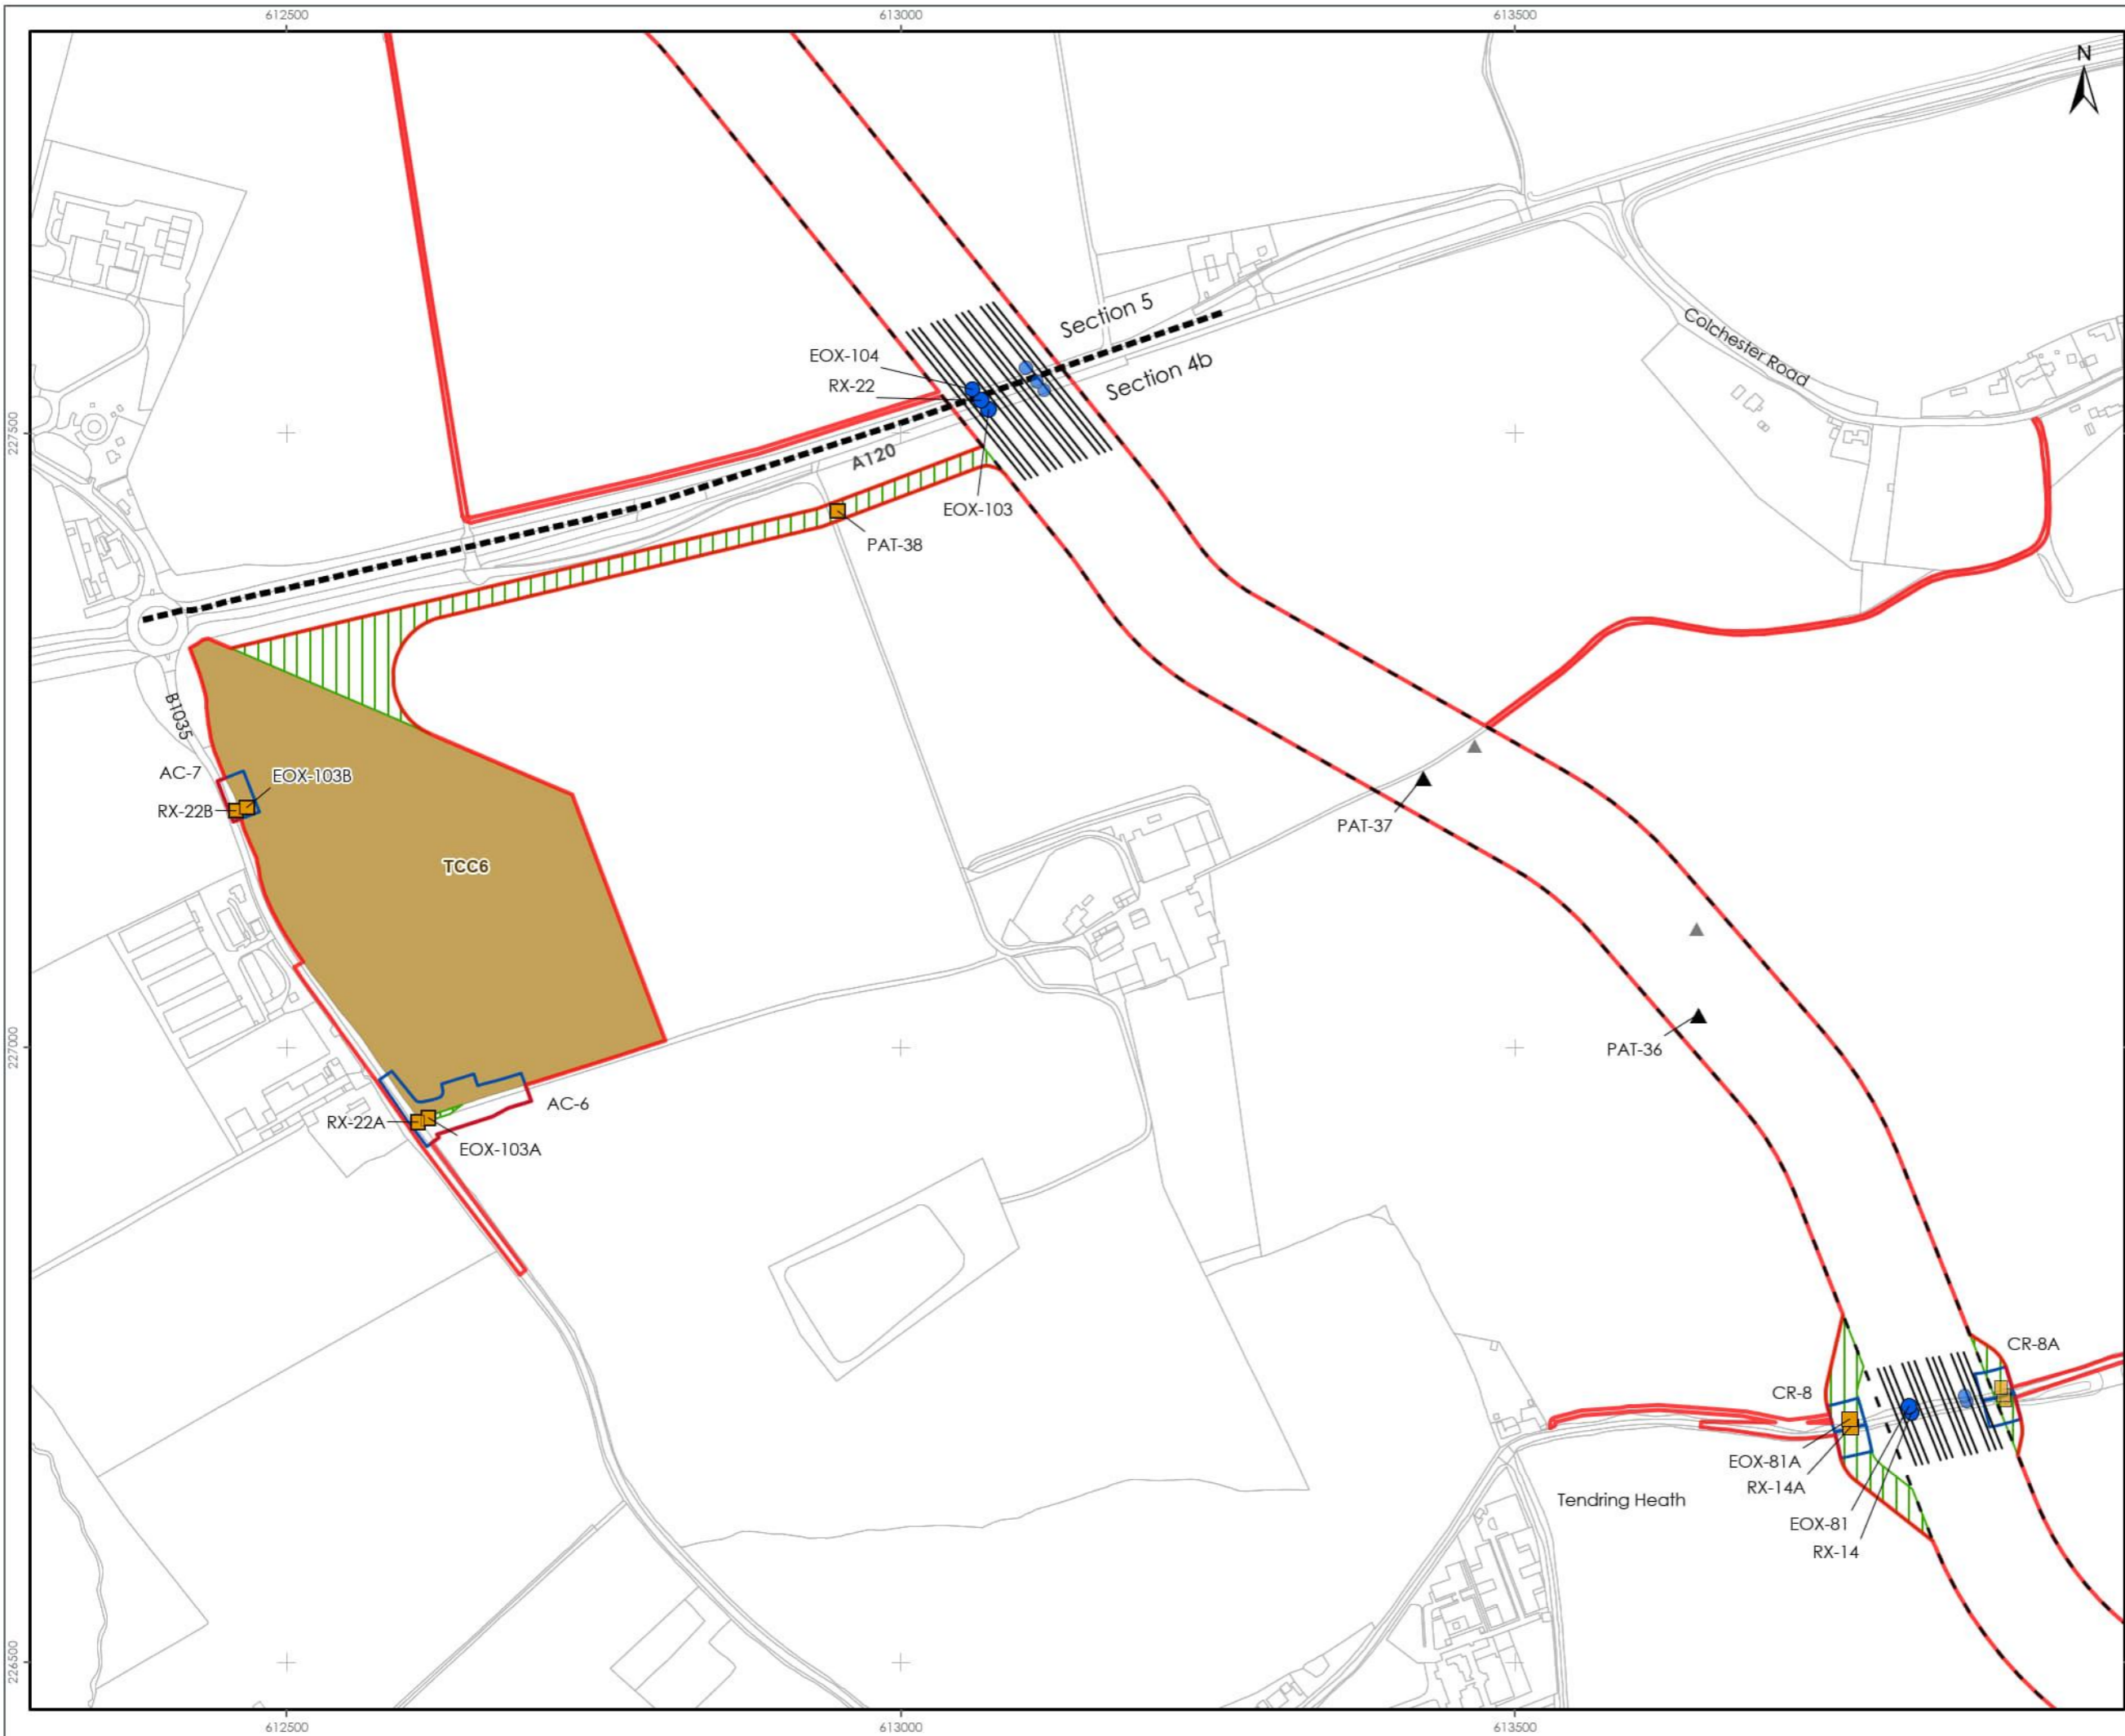 612500
613000
613500
N
Section 5
Section 4b
EOX-104
RX-22
Colchester Road
227500
A120
EOX-103
PAT-38
B1035
AC-7
EOX-103B
RX-22B
PAT-37
TCC6
227000
PAT-36
AC-6
RX-22A
EOX-103A
CR-8A
CR-8
EOX-81A
RX-14A
Tendring Heath
EOX-81
RX-14
226500
612500
613000
613500